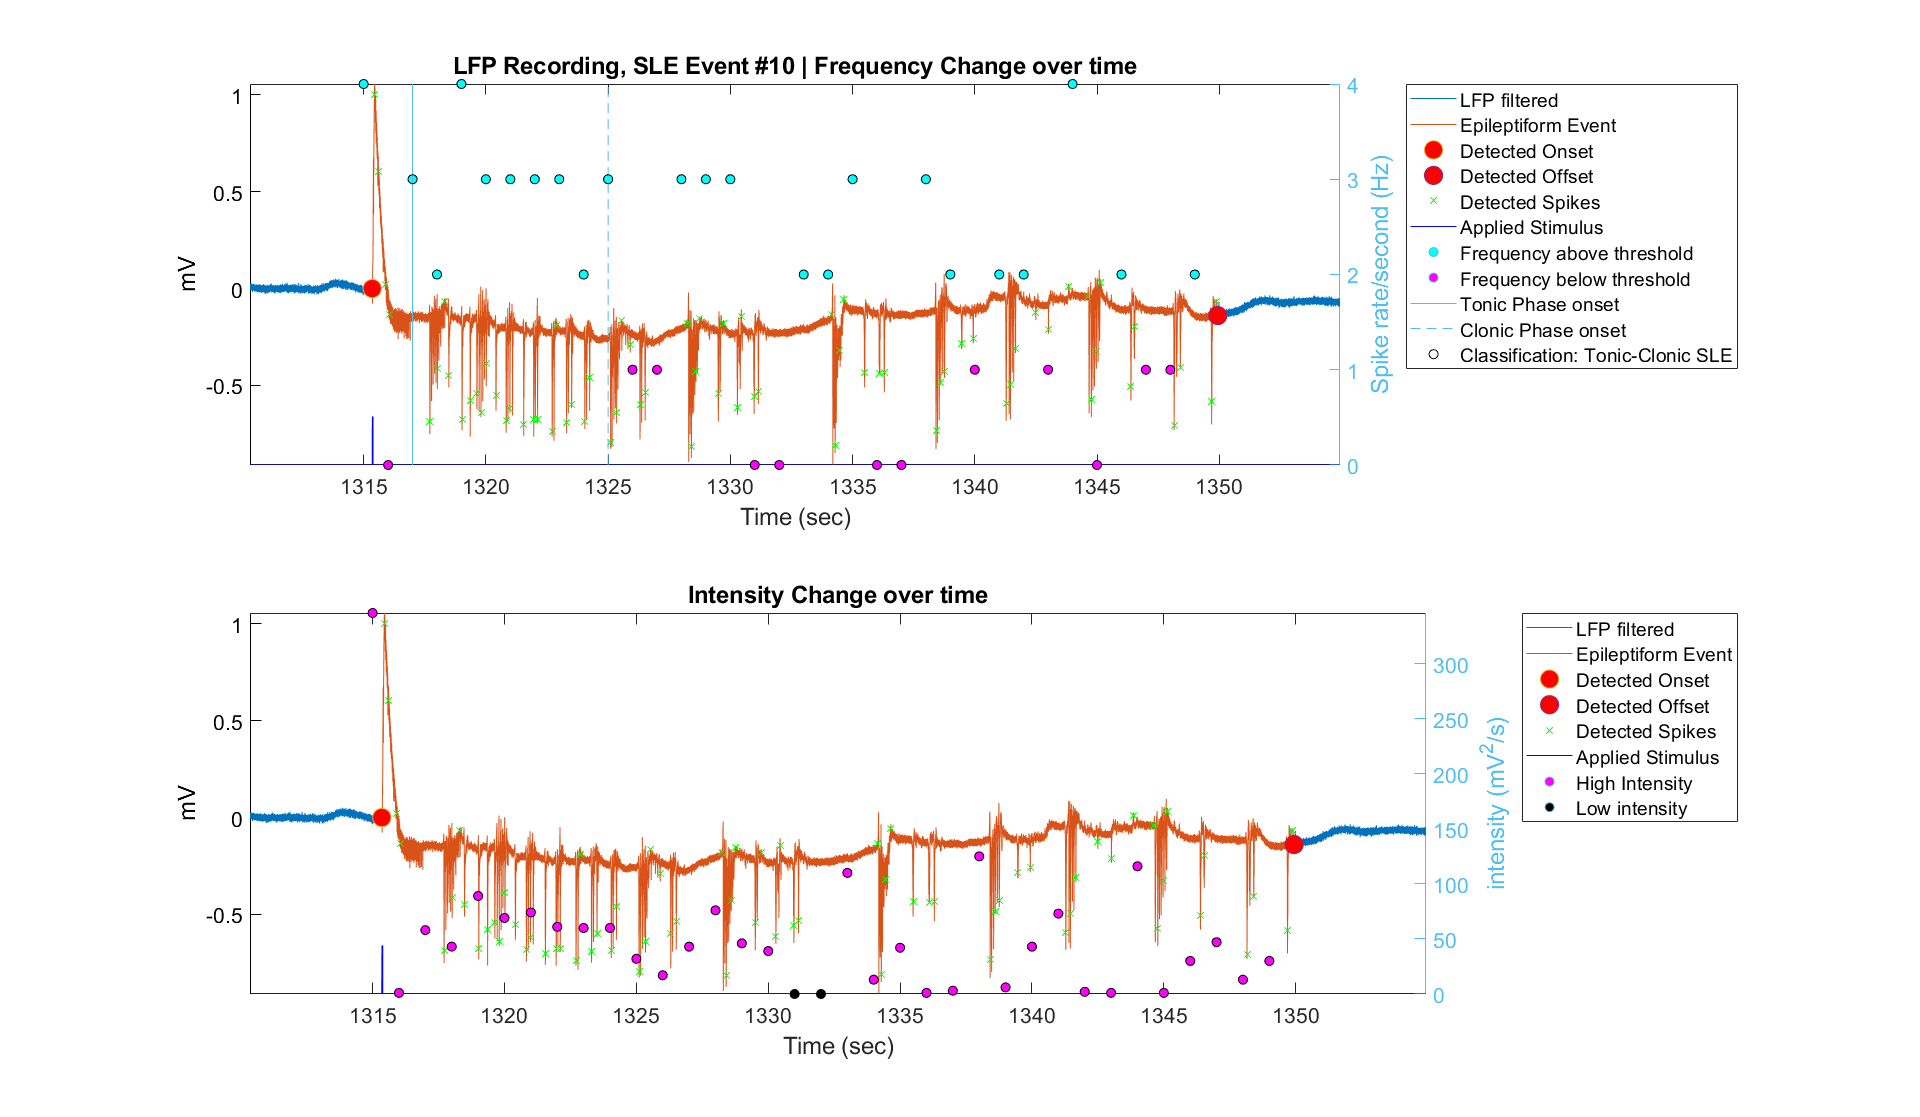 LFP Recording, SLE Event #10 | Frequency Change over time
1
0.5
0
-0.5
mV
4
3
2
1
0
Spike rate/second (Hz)
1315 1320 1325 1330 1335 1340 1345 1350
Time (sec)
LFP filtered
Epileptiform Event
Detected Onset
Detected Offset
Detected Spikes
Applied Stimulus
Frequency above threshold
Frequency below threshold
Tonic Phase onset
Clonic Phase onset
Classification: Tonic-Clonic SLE
Intensity Change over time
1
0.5
0
-0.5
mV
300
250
200
150
100
50
0
intensity (mV²/s)
1315 1320 1325 1330 1335 1340 1345 1350
Time (sec)
LFP filtered
Epileptiform Event
Detected Onset
Detected Offset
Detected Spikes
Applied Stimulus
High Intensity
Low intensity